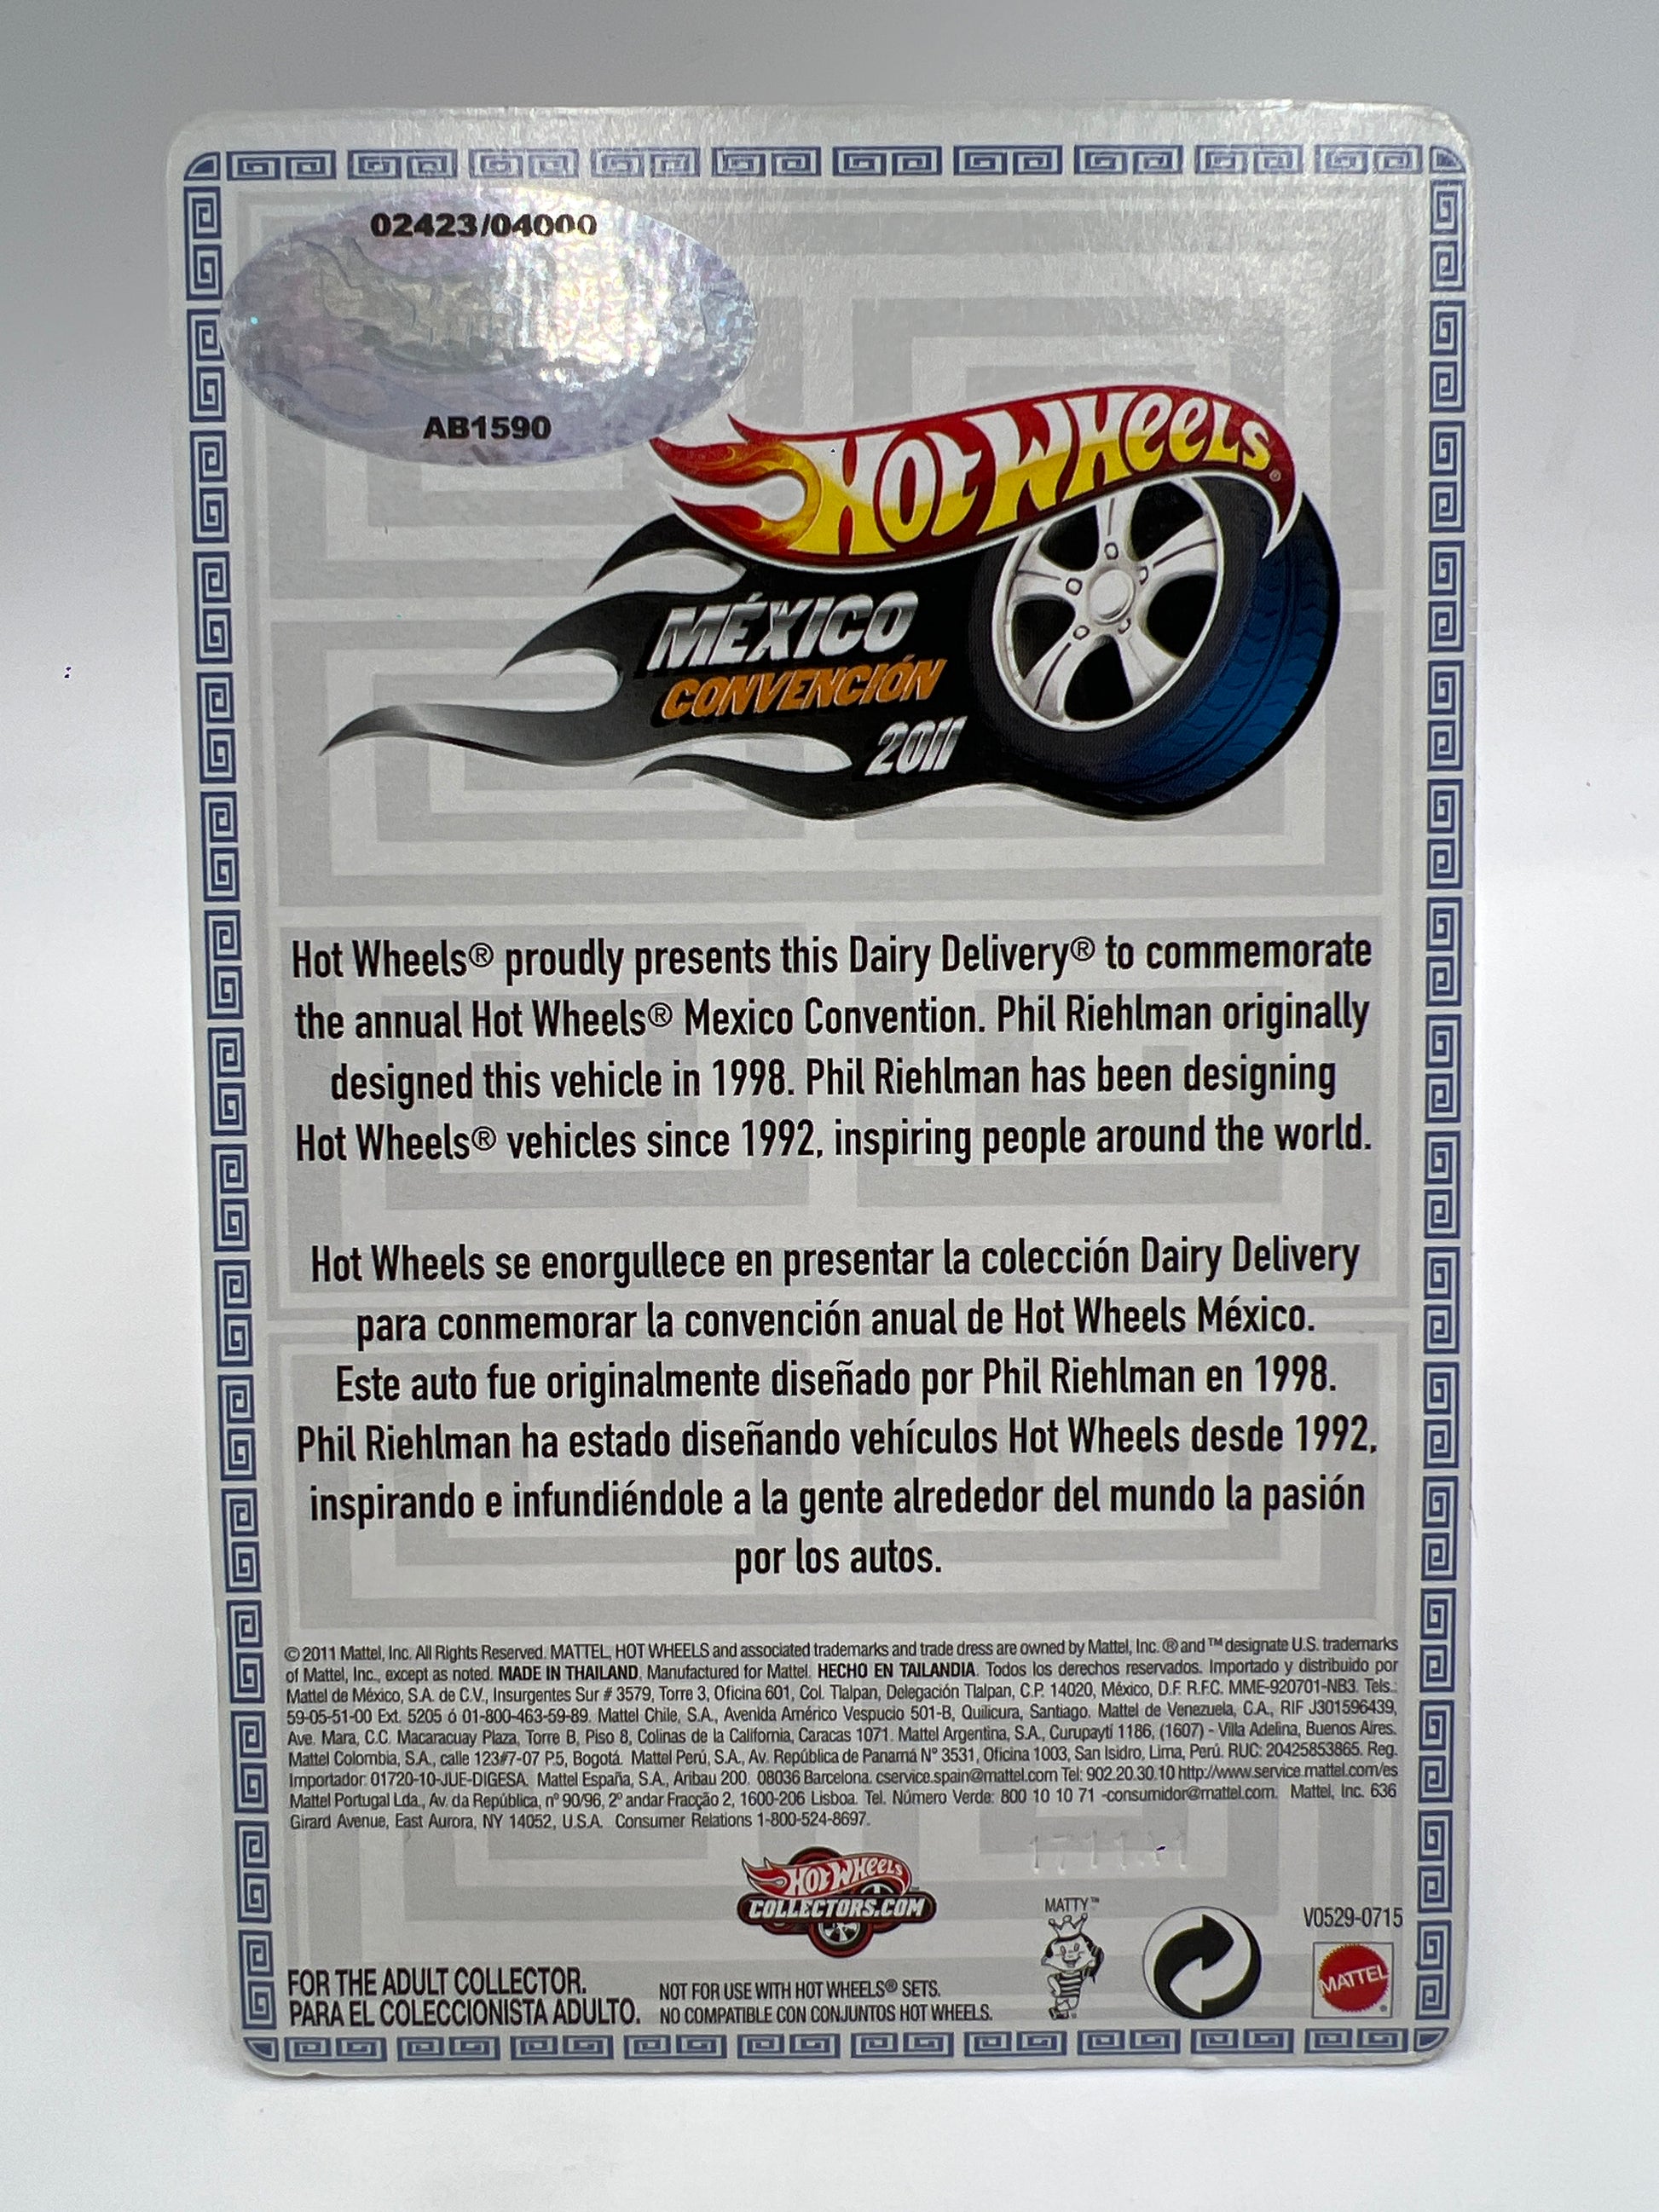 02423/04000
AB1590
HOT WHEELS®
MÉXICO
CONVENCIÓN
2011
Hot Wheels® proudly presents this Dairy Delivery® to commemorate
the annual Hot Wheels® Mexico Convention. Phil Riehlman originally
designed this vehicle in 1998. Phil Riehlman has been designing
Hot Wheels® vehicles since 1992, inspiring people around the world.
Hot Wheels se enorgullece en presentar la colección Dairy Delivery
para conmemorar la convención anual de Hot Wheels México.
Este auto fue originalmente diseñado por Phil Riehlman en 1998.
Phil Riehlman ha estado diseñando vehículos Hot Wheels desde 1992,
inspirando e infundiéndole a la gente alrededor del mundo la pasión
por los autos.
©2011 Mattel, Inc. All Rights Reserved. MATTEL, HOT WHEELS and associated trademarks and trade dress are owned by Mattel, Inc. ® and ™ designate U.S. trademarks
of Mattel, Inc., except as noted. MADE IN THAILAND. Manufactured for Mattel. HECHO EN TAILANDIA. Todos los derechos reservados. Importado y distribuido por
Mattel de México, S.A. de C.V., Insurgentes Sur # 3579, Torre 3, Oficina 601, Col. Tlalpan, Delegación Tlalpan, C.P. 14020, México, D.F. R.F.C. MME-920701-NB3. Tels.:
59-05-51-00 Ext. 5205 ó 01-800-463-59-89. Mattel Chile, S.A., Avenida Américo Vespucio 501-B, Quilicura, Santiago. Mattel de Venezuela, C.A., RIF J301596439,
Ave. Mara, C.C. Macaracuay Plaza, Torre B, Piso 8, Colinas de la California, Caracas 1071. Mattel Argentina, S.A., Curupaytí 1186, (1607) - Villa Adelina, Buenos Aires.
Mattel Colombia, S.A., calle 123#7-07 P.5, Bogotá. Mattel Perú, S.A., Av. República de Panamá N° 3531, Oficina 1003, San Isidro, Lima, Perú. RUC: 20425853865. Reg.
Importador: 01720-10-JUE-DIGESA. Mattel España, S.A., Aribau 200. 08036 Barcelona. cservice.spain@mattel.com Tel: 902.20.30.10 http://www.service.mattel.com/es
Mattel Portugal Lda., Av. da República, nº 90/96, 2º andar Fracção 2, 1600-206 Lisboa. Tel. Número Verde: 800 10 10 71 -consumidor@mattel.com. Mattel, Inc. 636
Girard Avenue, East Aurora, NY 14052, U.S.A. Consumer Relations 1-800-524-8697.
HOT WHEELS™
COLLECTORS.COM
MATTY™
V0529-0715
MATTEL®
FOR THE ADULT COLLECTOR.
PARA EL COLECCIONISTA ADULTO.
NOT FOR USE WITH HOT WHEELS® SETS.
NO COMPATIBLE CON CONJUNTOS HOT WHEELS.